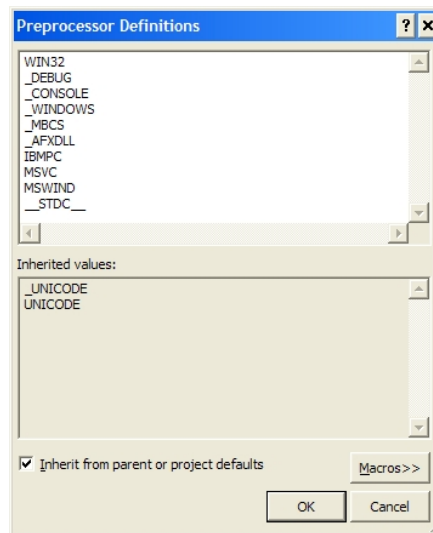 Preprocessor Definitions
WIN32
_DEBUG
_CONSOLE
_WINDOWS
_MBCS
_AFXDLL
IBMPC
MSVC
MSWIND
__STDC__
Inherited values:
_UNICODE
UNICODE
Inherit from parent or project defaults
Macros>>
OK
Cancel